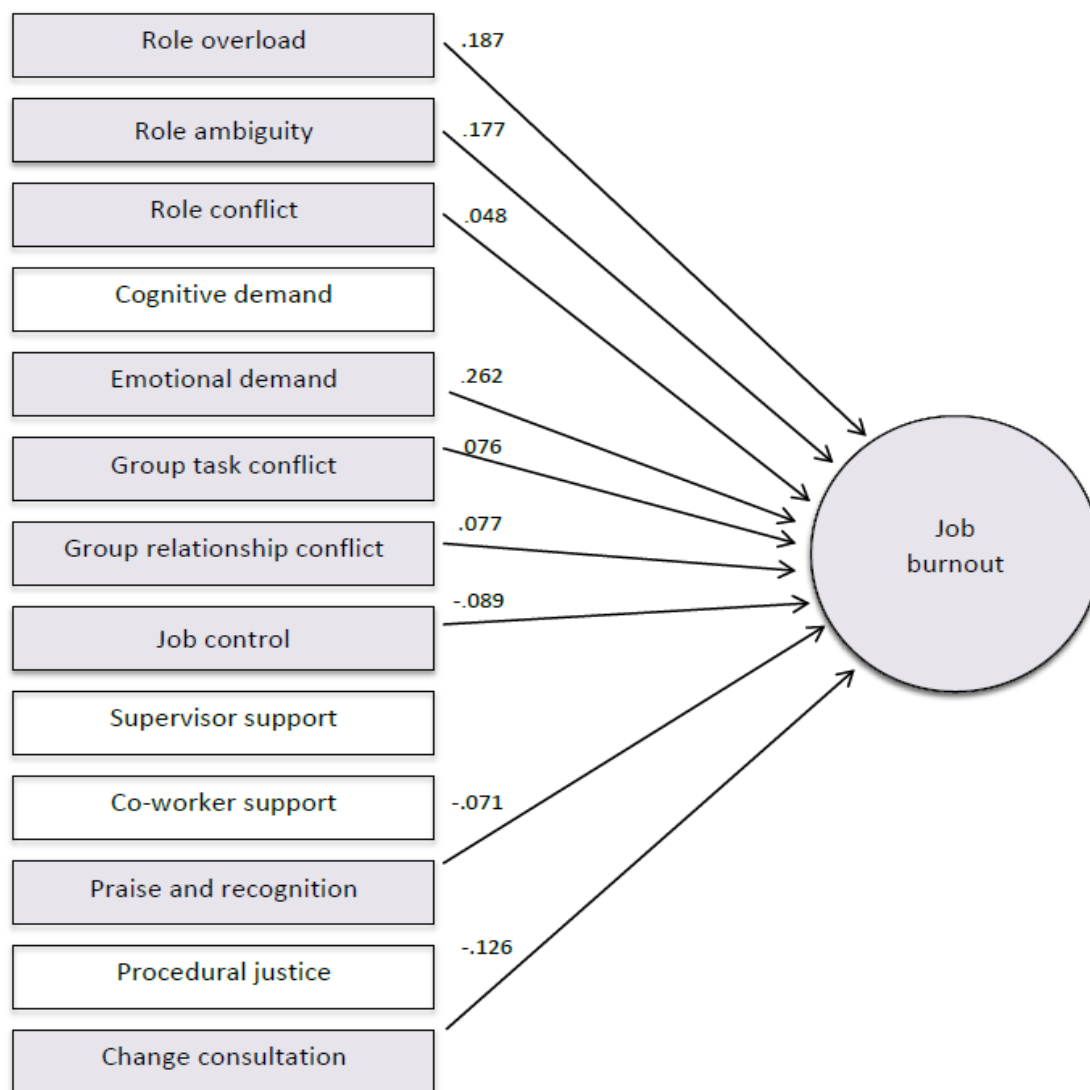 Role overload
.187
Role ambiguity
.177
Role conflict
.048
Cognitive demand
Emotional demand
.262
Group task conflict
.076
Group relationship conflict
.077
Job control
-.089
Supervisor support
Co-worker support
-.071
Praise and recognition
Procedural justice
-.126
Change consultation
Job
burnout